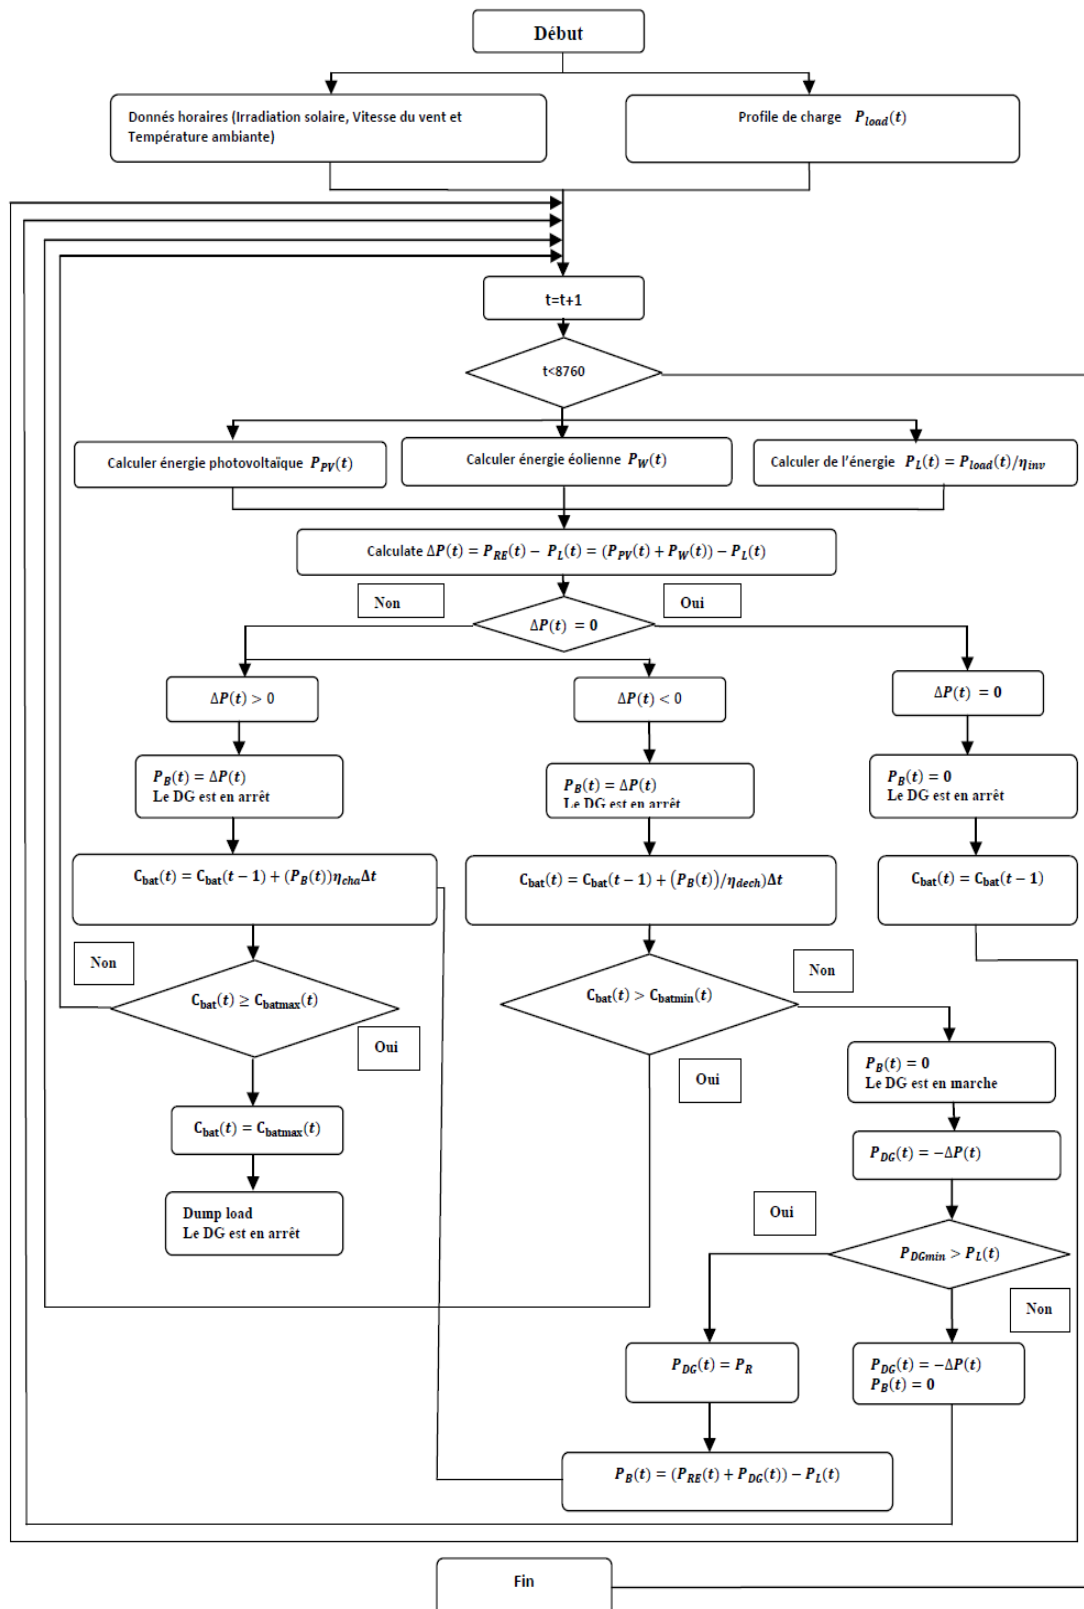 Début
Donnés horaires (Irradiation solaire, Vitesse du vent et
Température ambiante)
Profile de charge P_load(t)
t=t+1
t<8760
Calculer énergie photovoltaïque P_PV(t)
Calculer énergie éolienne P_W(t)
Calculer de l'énergie P_L(t) = P_load(t)/η_inv
Calculate ΔP(t) = P_RE(t) − P_L(t) = (P_PV(t) + P_W(t)) − P_L(t)
Non
Oui
ΔP(t) = 0
ΔP(t) > 0
ΔP(t) < 0
ΔP(t) = 0
P_B(t) = ΔP(t)
Le DG est en arrêt
P_B(t) = ΔP(t)
Le DG est en arrêt
P_B(t) = 0
Le DG est en arrêt
C_bat(t) = C_bat(t − 1) + (P_B(t))η_cha Δt
C_bat(t) = C_bat(t − 1) + (P_B(t))/η_dech)Δt
C_bat(t) = C_bat(t − 1)
Non
C_bat(t) ≥ C_batmax(t)
Oui
Non
C_bat(t) > C_batmin(t)
Oui
P_B(t) = 0
Le DG est en marche
C_bat(t) = C_batmax(t)
P_DG(t) = −ΔP(t)
Dump load
Le DG est en arrêt
Oui
P_DGmin > P_L(t)
Non
P_DG(t) = P_R
P_DG(t) = −ΔP(t)
P_B(t) = 0
P_B(t) = (P_RE(t) + P_DG(t)) − P_L(t)
Fin